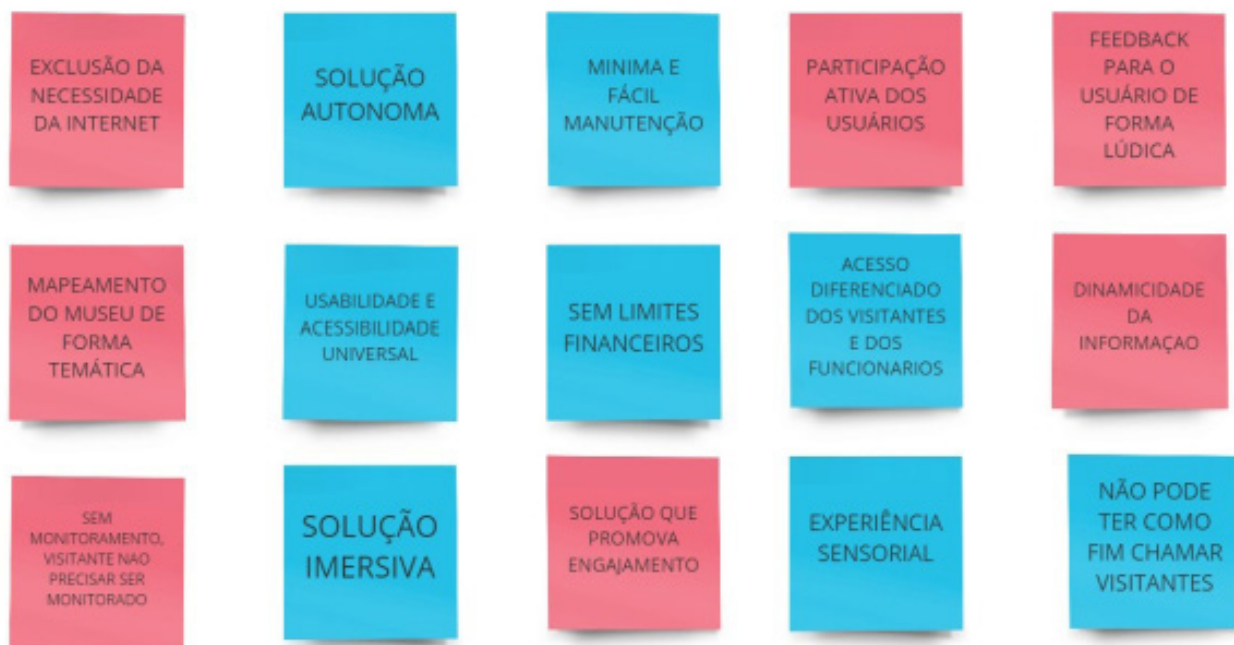 EXCLUSÃO DA
NECESSIDADE
DA INTERNET
SOLUÇÃO
AUTONOMA
MINIMA E
FÁCIL
MANUTENÇÃO
PARTICIPAÇÃO
ATIVA DOS
USUÁRIOS
FEEDBACK
PARA O
USUÁRIO DE
FORMA
LÚDICA
MAPEAMENTO
DO MUSEU DE
FORMA
TEMÁTICA
USABILIDADE E
ACESSIBILIDADE
UNIVERSAL
SEM LIMITES
FINANCEIROS
ACESSO
DIFERENCIADO
DOS VISITANTES
E DOS
FUNCIONARIOS
DINAMICIDADE
DA
INFORMAÇAO
SEM
MONITORAMENTO,
VISITANTE NAO
PRECISAR SER
MONITORADO
SOLUÇÃO
IMERSIVA
SOLUÇÃO QUE
PROMOVA
ENGAJAMENTO
EXPERIÊNCIA
SENSORIAL
NÃO PODE
TER COMO
FIM CHAMAR
VISITANTES